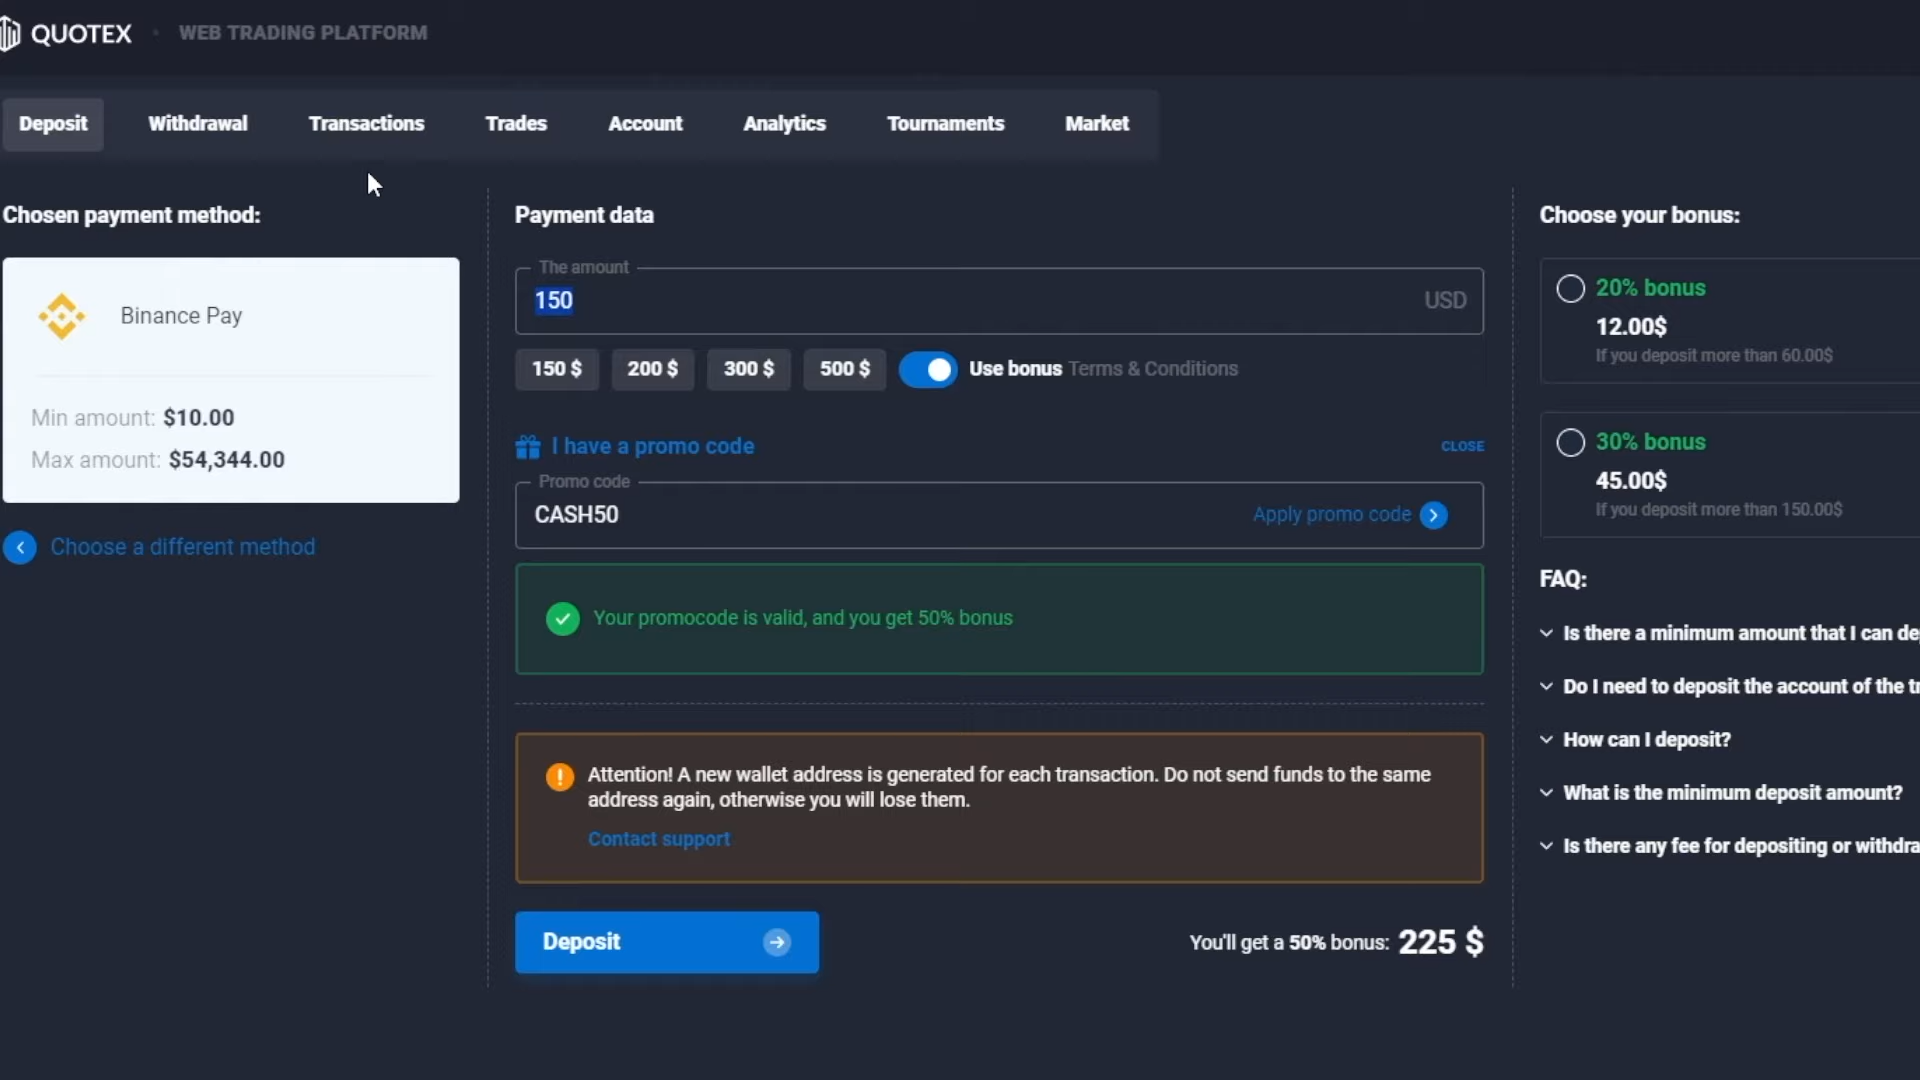 QUOTEX • WEB TRADING PLATFORM
Deposit Withdrawal Transactions Trades Account Analytics Tournaments Market
Chosen payment method:
Binance Pay
Min amount: $10.00
Max amount: $54,344.00
Choose a different method
Payment data
The amount
150 USD
150 $ 200 $ 300 $ 500 $ Use bonus Terms & Conditions
I have a promo code CLOSE
Promo code
CASH50 Apply promo code
Your promocode is valid, and you get 50% bonus
Attention! A new wallet address is generated for each transaction. Do not send funds to the same
address again, otherwise you will lose them.
Contact support
Deposit
You'll get a 50% bonus: 225 $
Choose your bonus:
20% bonus
12.00$
If you deposit more than 60.00$
30% bonus
45.00$
If you deposit more than 150.00$
FAQ:
Is there a minimum amount that I can
Do I need to deposit the account of the
How can I deposit?
What is the minimum deposit amount?
Is there any fee for depositing or